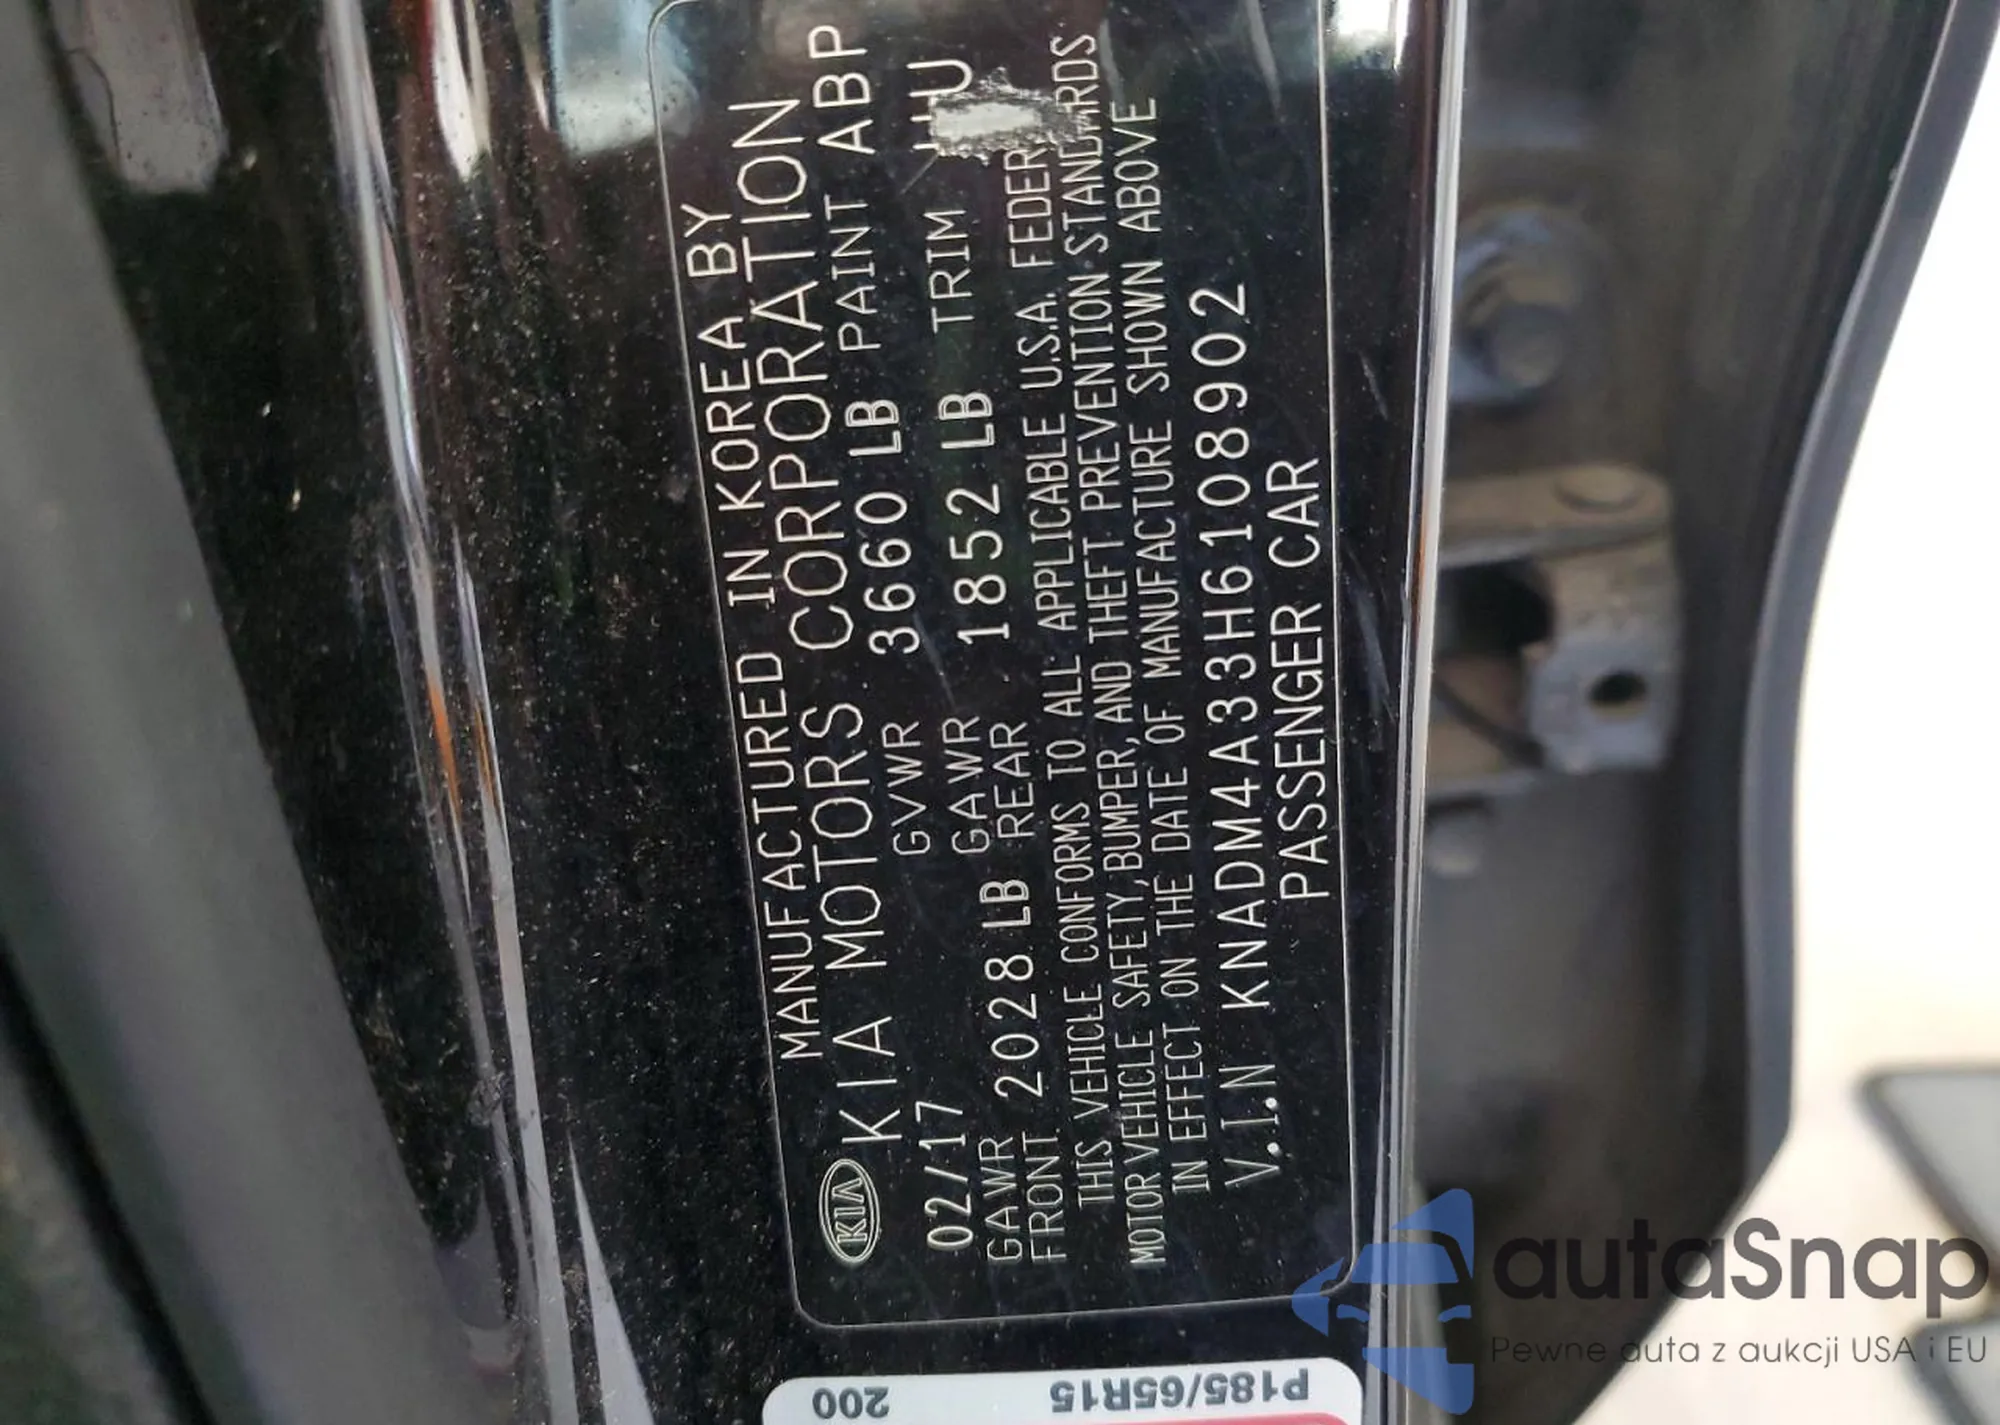 MANUFACTURED IN KOREA BY
KIA KIA MOTORS CORPORATION
02/17 GVWR 3660 LB PAINT ABP
GAWR FRONT 2028 LB GAWR REAR 1852 LB TRIM
THIS VEHICLE CONFORMS TO ALL APPLICABLE U.S.A. FEDER
MOTOR VEHICLE SAFETY, BUMPER, AND THEFT PREVENTION STANDARDS
IN EFFECT ON THE DATE OF MANUFACTURE SHOWN ABOVE
V.I.N KNADM4A33H6108902
PASSENGER CAR
P185/65R15
200
autaSnap
Pewne auta z aukcji USA i EU